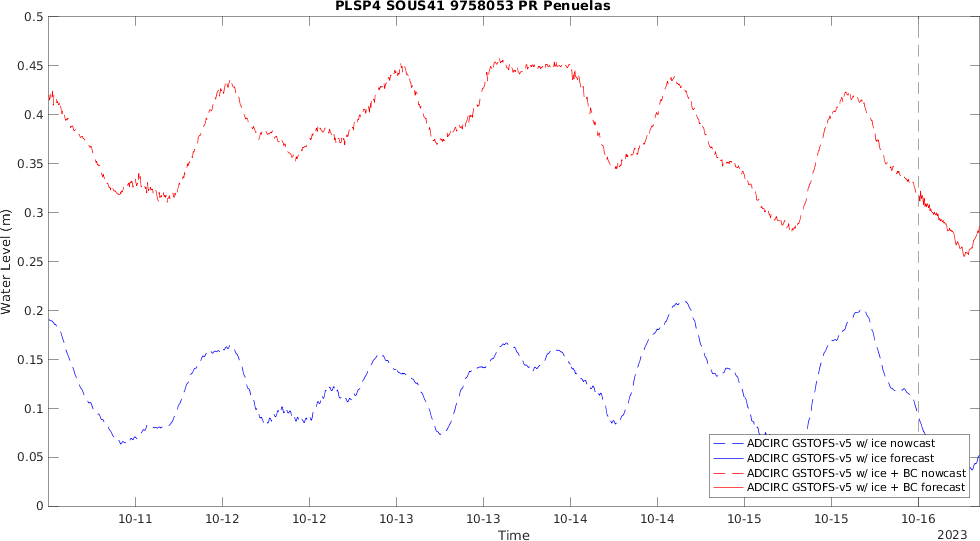 PLSP4 SOUS41 9758053 PR Penuelas
0.5
0.45
0.4
0.35
0.3
0.25
0.2
0.15
0.1
0.05
0
Water Level (m)
ADCIRC GSTOFS-v5 w/ ice nowcast
ADCIRC GSTOFS-v5 w/ ice forecast
ADCIRC GSTOFS-v5 w/ ice + BC nowcast
ADCIRC GSTOFS-v5 w/ ice + BC forecast
10-11 10-12 10-12 10-13 10-13 10-14 10-14 10-15 10-15 10-16
Time
2023